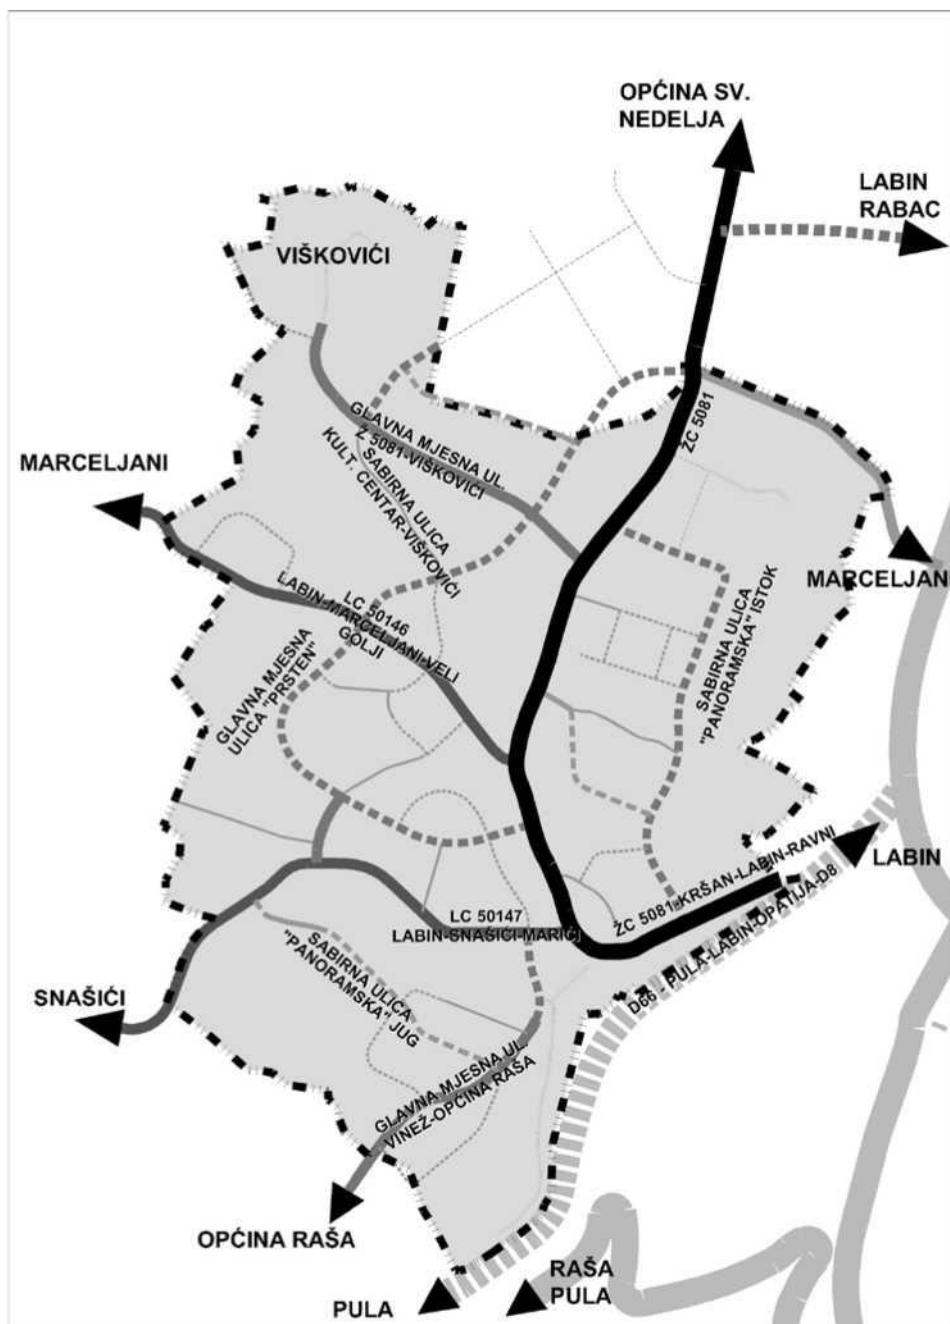 OPĆINA SV.
NEDELJA
LABIN
RABAC
VIŠKOVIĆI
GLAVNA MJESNA UL.
Ž 5081-VIŠKOVIĆI
SABIRNA ULICA
KULT. CENTAR-VIŠKOVIĆI
ŽC 5081
MARCELJANI
MARCELJANI
LC 50146
LABIN-MARCELJANI-VELI
GOLJI
SABIRNA ULICA
"PANORAMSKA" ISTOK
GLAVNA MJESNA
ULICA "PRSTEN"
LABIN
ŽC 5081-KRŠAN-LABIN-RAVNI
D66 - PULA-LABIN-OPATIJA-D8
LC 50147
LABIN-SNAŠIĆI-MARIĆI
SABIRNA ULICA
"PANORAMSKA" JUG
SNAŠIĆI
GLAVNA MJESNA UL.
VINEŽ-OPĆINA RAŠA
OPĆINA RAŠA
RAŠA
PULA
PULA